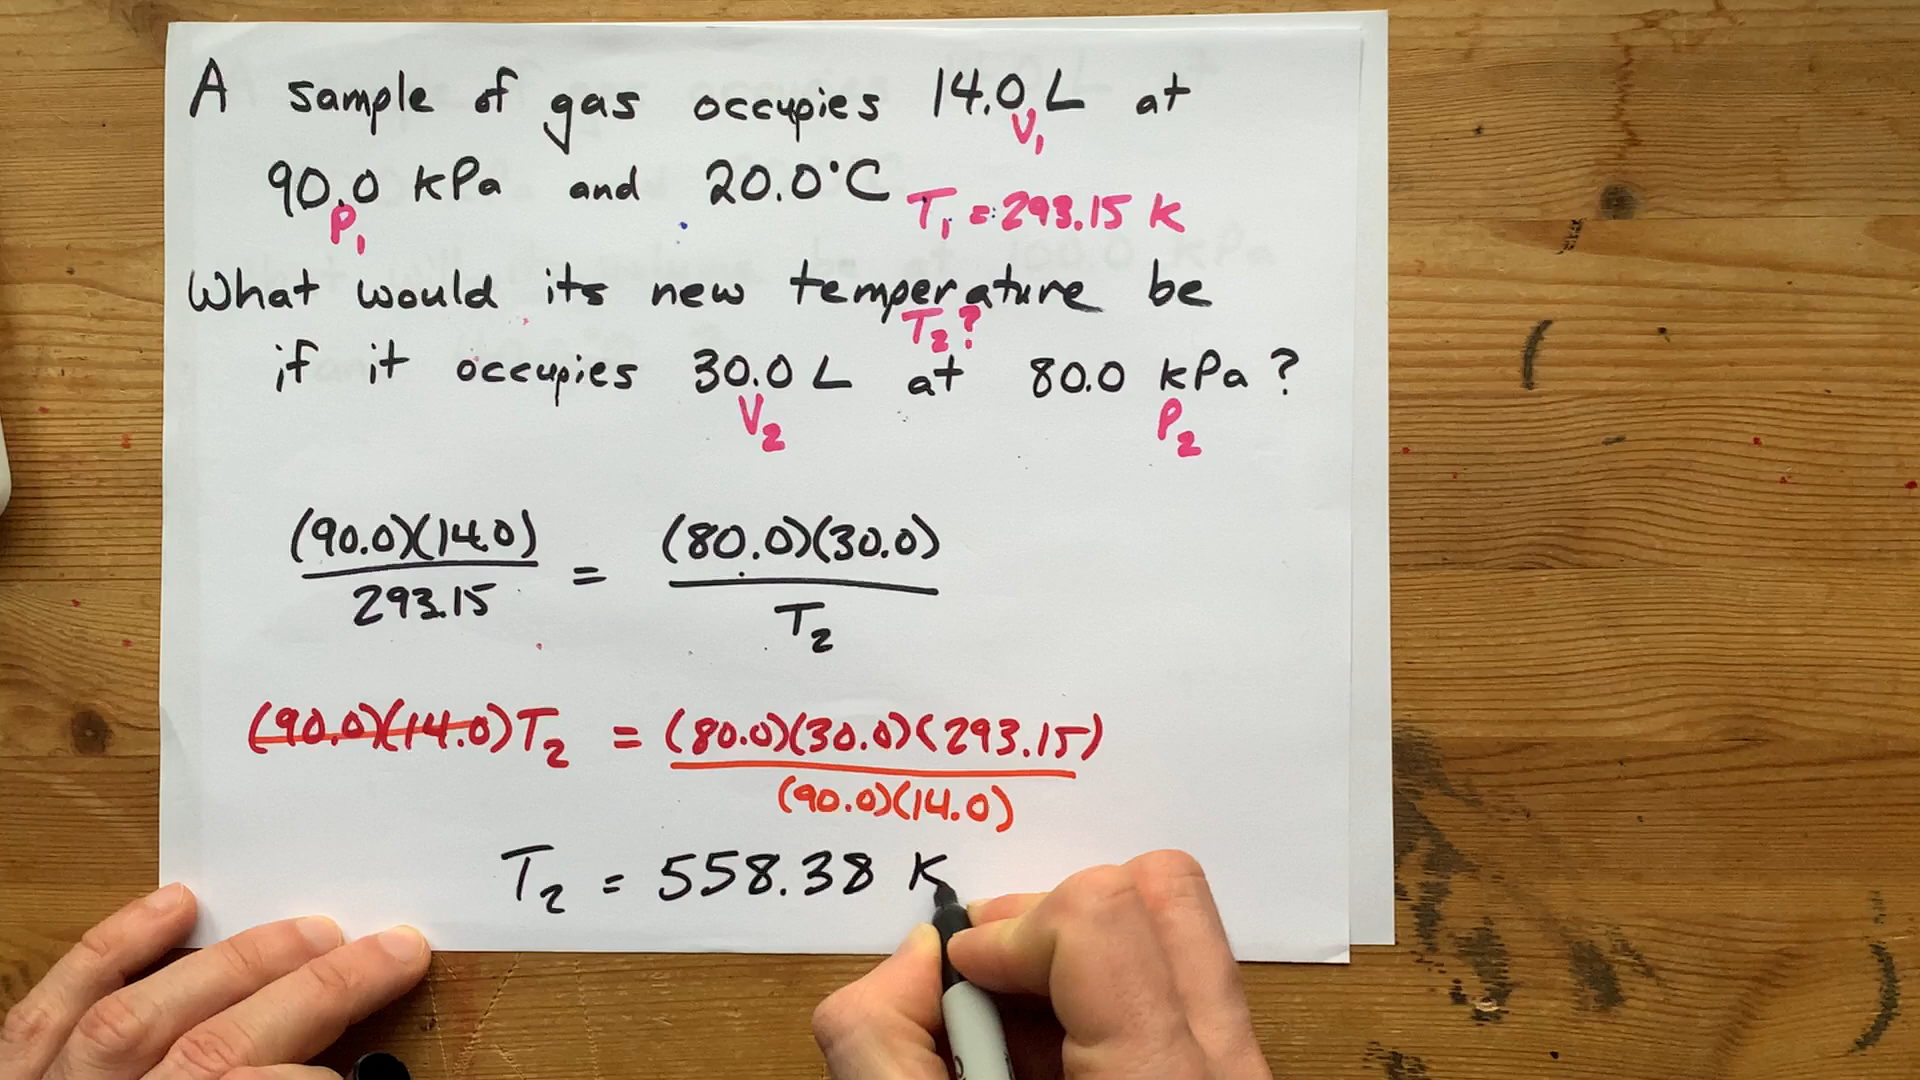 A sample of gas occupies 14.0 L at
V₁
90.0 kPa and 20.0°C
P₁
T₁ = 293.15 K
What would its new temperature be
T₂?
if it occupies 30.0 L at 80.0 kPa?
V₂ P₂
(90.0)(14.0) / 293.15 = (80.0)(30.0) / T₂
(90.0)(14.0)T₂ = (80.0)(30.0)(293.15) / (90.0)(14.0)
T₂ = 558.38 K